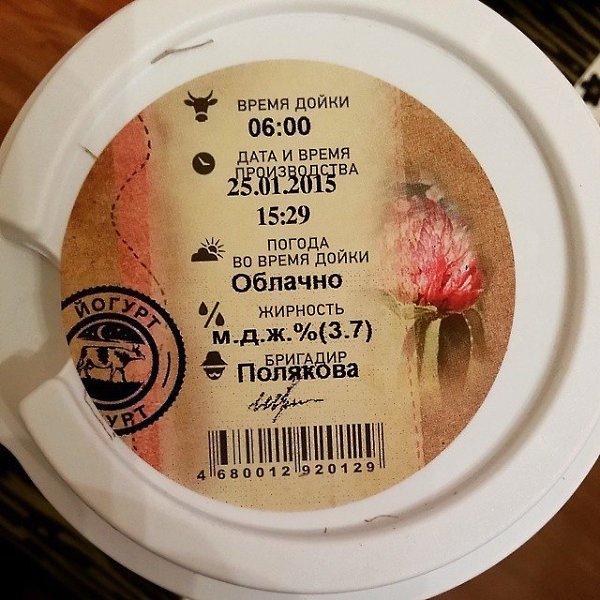 ВРЕМЯ ДОЙКИ
06:00
ДАТА И ВРЕМЯ
ПРОИЗВОДСТВА
25.01.2015
15:29
ПОГОДА
ВО ВРЕМЯ ДОЙКИ
Облачно
ЖИРНОСТЬ
м.д.ж.%(3.7)
БРИГАДИР
Полякова
ЙОГУРТ
4 680012 920129